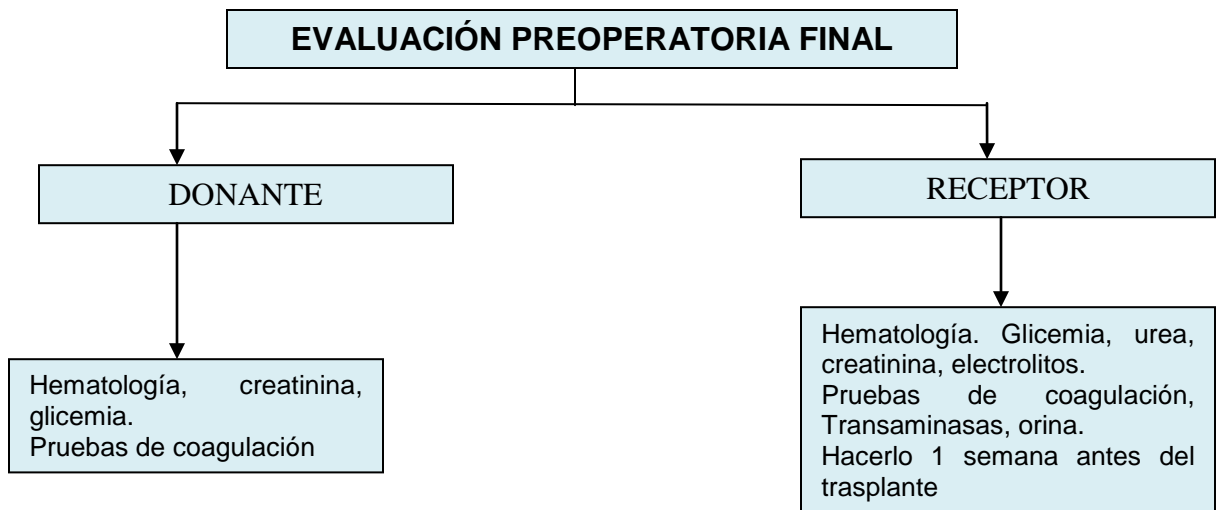 EVALUACIÓN PREOPERATORIA FINAL
DONANTE
RECEPTOR
Hematología, creatinina,
glicemia.
Pruebas de coagulación
Hematología. Glicemia, urea,
creatinina, electrolitos.
Pruebas de coagulación,
Transaminasas, orina.
Hacerlo 1 semana antes del
trasplante